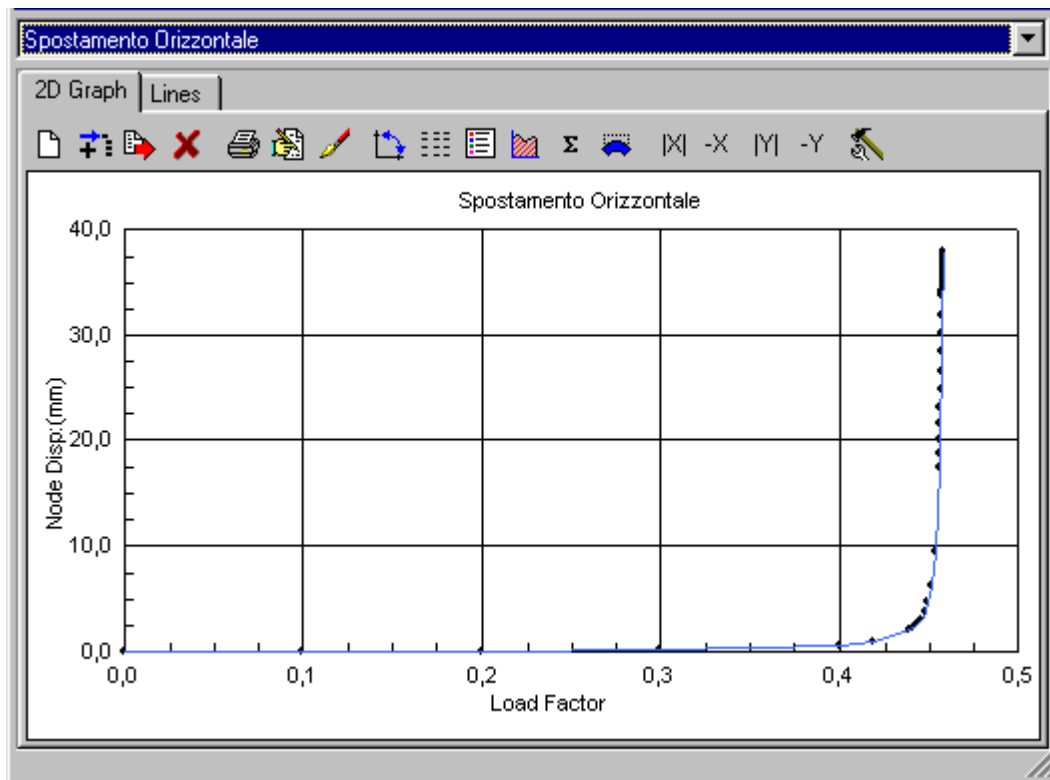 Spostamento Orizzontale
2D Graph Lines
Σ |X| -X |Y| -Y
Spostamento Orizzontale
40,0
30,0
Node Disp:(mm)
20,0
10,0
0,0
0,0 0,1 0,2 0,3 0,4 0,5
Load Factor